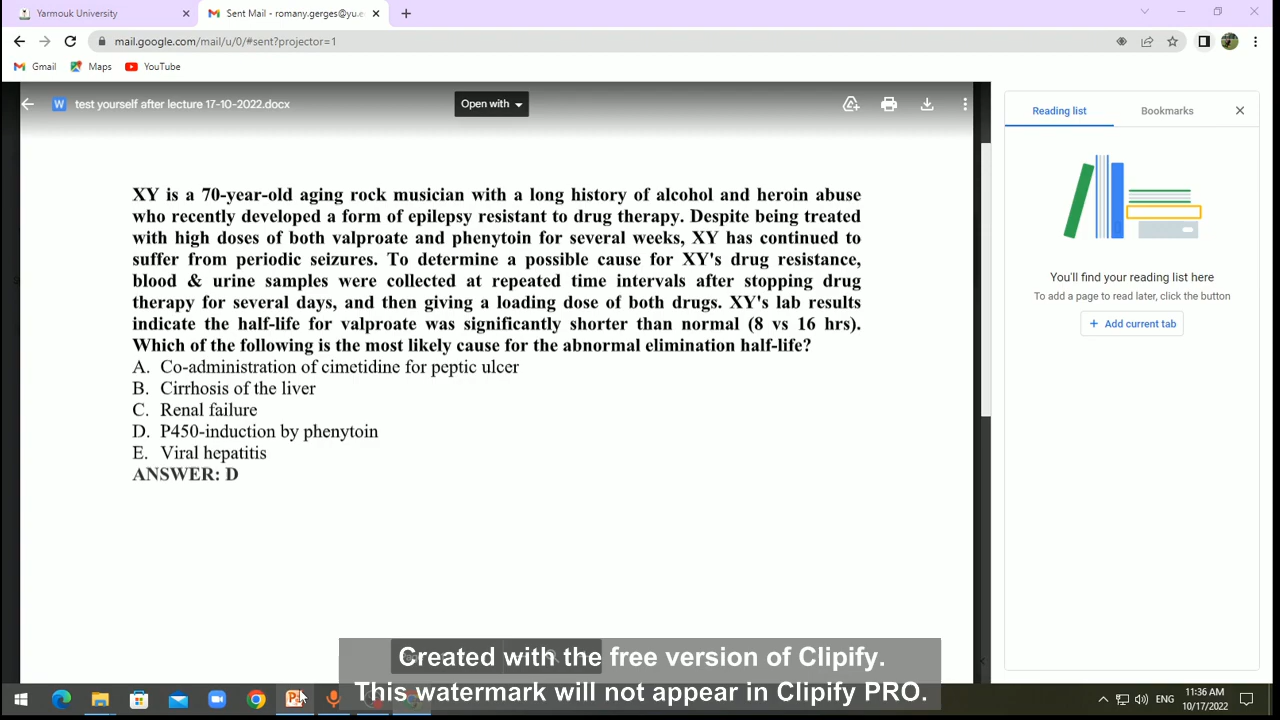 Yarmouk University
Sent Mail - romany.gerges@yu.e
mail.google.com/mail/u/0/#sent?projector=1
Gmail
Maps
YouTube
test yourself after lecture 17-10-2022.docx
Open with
Reading list
Bookmarks
XY is a 70-year-old aging rock musician with a long history of alcohol and heroin abuse
who recently developed a form of epilepsy resistant to drug therapy. Despite being treated
with high doses of both valproate and phenytoin for several weeks, XY has continued to
suffer from periodic seizures. To determine a possible cause for XY's drug resistance,
blood & urine samples were collected at repeated time intervals after stopping drug
therapy for several days, and then giving a loading dose of both drugs. XY's lab results
indicate the half-life for valproate was significantly shorter than normal (8 vs 16 hrs).
Which of the following is the most likely cause for the abnormal elimination half-life?
A. Co-administration of cimetidine for peptic ulcer
B. Cirrhosis of the liver
C. Renal failure
D. P450-induction by phenytoin
E. Viral hepatitis
ANSWER: D
You'll find your reading list here
To add a page to read later, click the button
+ Add current tab
Created with the free version of Clipify.
This watermark will not appear in Clipify PRO.
ENG
11:36 AM
10/17/2022